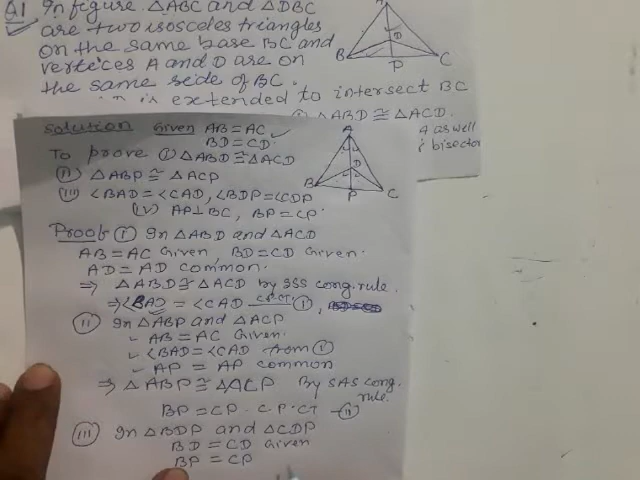 Q1 In figure △ABC and △DBC
are two isosceles triangles
on the same base BC and
vertices A and D are on
the same side of BC.
is extended to intersect BC
△ABD ≅ △ACD.
A as well
bisector
A
D
B
P
C
Solution Given AB = AC
BD = CD.
To prove (i) △ABD ≅ △ACD
(ii) △ABP ≅ △ACP
(iii) ∠BAD = ∠CAD, ∠BDP = ∠CDP
(iv) AP ⊥ BC, BP = CP.
A
D
B
P
C
Proof (i) In △ABD and △ACD
AB = AC Given, BD = CD Given.
AD = AD common.
⇒ △ABD ≅ △ACD by SSS cong. rule.
⇒ ∠BAD = ∠CAD CPCT (i),
(ii) In △ABP and △ACP
AB = AC Given.
∠BAD = ∠CAD from (i)
AP = AP common
⇒ △ABP ≅ △ACP By SAS cong. rule.
BP = CP. C.P.CT - (ii)
(iii) In △BDP and △CDP
BD = CD Given
BP = CP